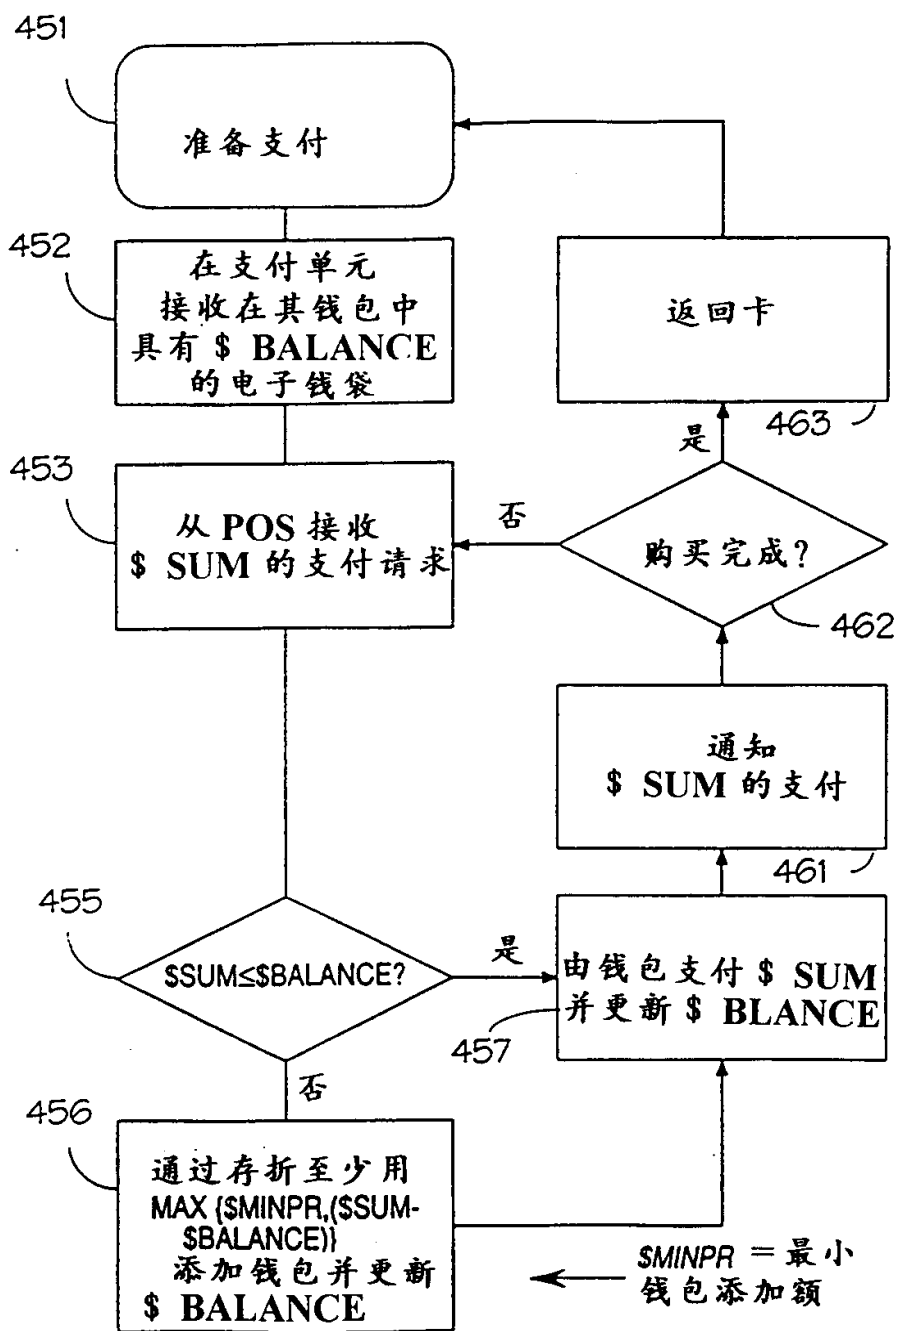 451
准备支付
452
在支付单元
接收在其钱包中
具有 $ BALANCE
的电子钱袋
453
从 POS 接收
$ SUM 的支付请求
455
$SUM≤$BALANCE?
是
否
456
通过存折至少用
MAX {$MINPR,($SUM-
$BALANCE)}
添加钱包并更新
$ BALANCE
$MINPR = 最小
钱包添加额
由钱包支付 $ SUM
并更新 $ BLANCE
457
通知
$ SUM 的支付
461
购买完成?
462
否
是
返回卡
463